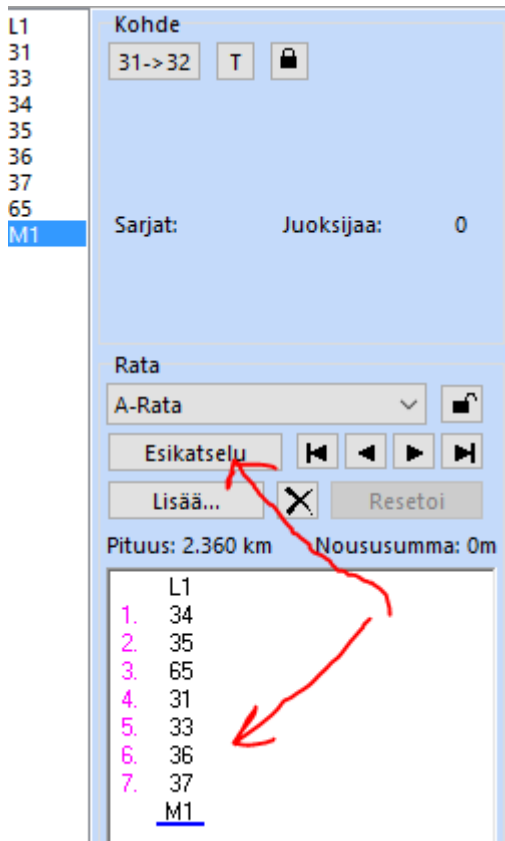 L1
31
33
34
35
36
37
65
M1
Kohde
31->32 T
Sarjat: Juoksijaa: 0
Rata
A-Rata
Esikatselu
Lisää... Resetoi
Pituus: 2.360 km Noususumma: 0m
L1
1. 34
2. 35
3. 65
4. 31
5. 33
6. 36
7. 37
M1